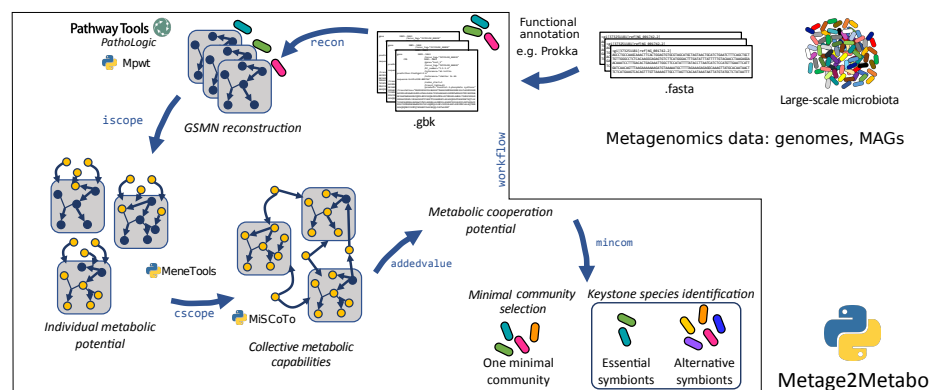 Pathway Tools
PathoLogic
Mpwt
recon
Functional
annotation
e.g. Prokka
.fasta
Large-scale microbiota
.gbk
GSMN reconstruction
iscope
workflow
Metagenomics data: genomes, MAGs
Metabolic cooperation
potential
addedvalue
mincom
MeneTools
cscope
MiSCoTo
Individual metabolic
potential
Collective metabolic
capabilities
Minimal community
selection
One minimal
community
Keystone species identification
Essential
symbionts
Alternative
symbionts
Metage2Metabo